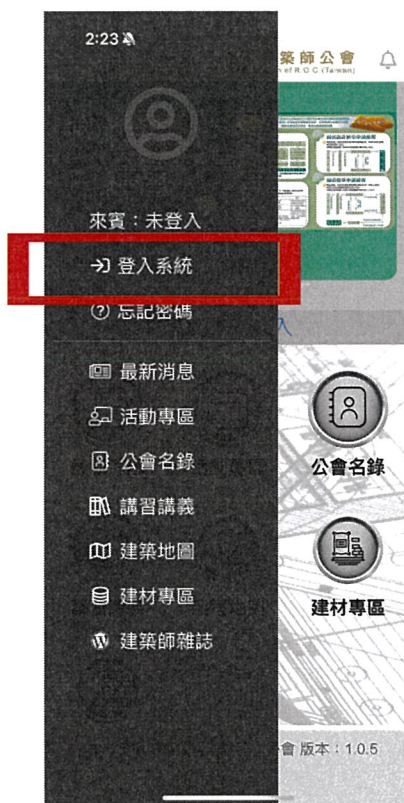 2:23
築師公會
n of R.O.C.(Taiwan)
來賓：未登入
登入系統
忘記密碼
入
最新消息
活動專區
公會名錄
講習講義
建築地圖
建材專區
建築師雜誌
公會名錄
建材專區
會 版本：1.0.5